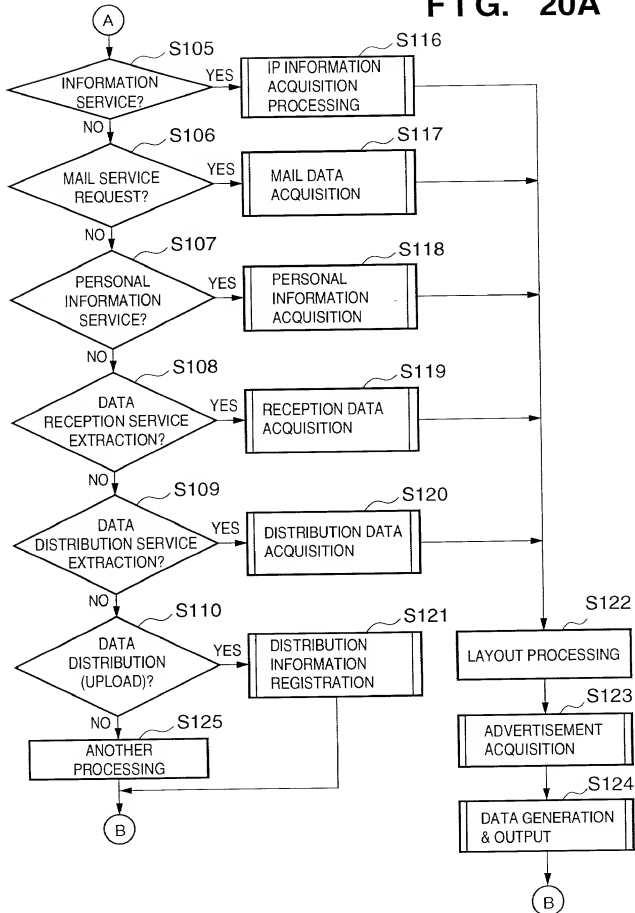 FIG. 20A
A
S105
INFORMATION
SERVICE?
YES
NO
S116
IP INFORMATION
ACQUISITION
PROCESSING
S106
MAIL SERVICE
REQUEST?
YES
NO
S117
MAIL DATA
ACQUISITION
S107
PERSONAL
INFORMATION
SERVICE?
YES
NO
S118
PERSONAL
INFORMATION
ACQUISITION
S108
DATA
RECEPTION SERVICE
EXTRACTION?
YES
NO
S119
RECEPTION DATA
ACQUISITION
S109
DATA
DISTRIBUTION SERVICE
EXTRACTION?
YES
NO
S120
DISTRIBUTION DATA
ACQUISITION
S110
DATA
DISTRIBUTION
(UPLOAD)?
YES
NO
S121
DISTRIBUTION
INFORMATION
REGISTRATION
S125
ANOTHER
PROCESSING
B
S122
LAYOUT PROCESSING
S123
ADVERTISEMENT
ACQUISITION
S124
DATA GENERATION
& OUTPUT
B